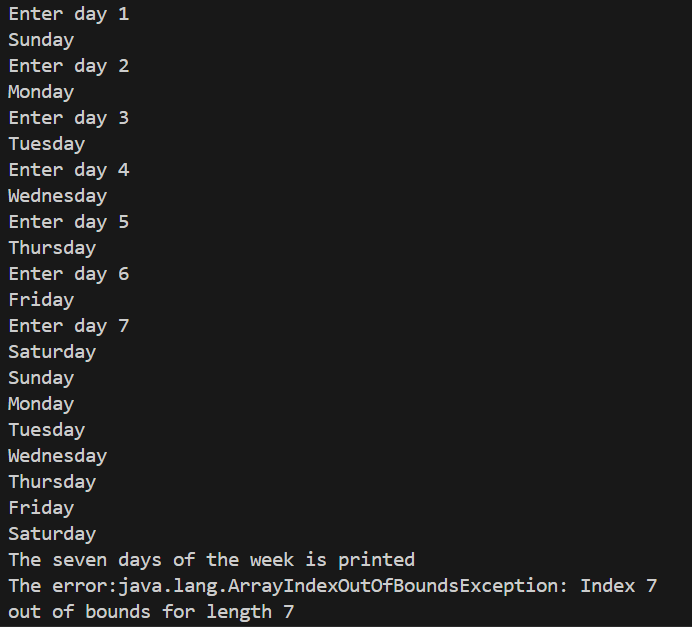 Enter day 1
Sunday
Enter day 2
Monday
Enter day 3
Tuesday
Enter day 4
Wednesday
Enter day 5
Thursday
Enter day 6
Friday
Enter day 7
Saturday
Sunday
Monday
Tuesday
Wednesday
Thursday
Friday
Saturday
The seven days of the week is printed
The error:java.lang.ArrayIndexOutOfBoundsException: Index 7
out of bounds for length 7